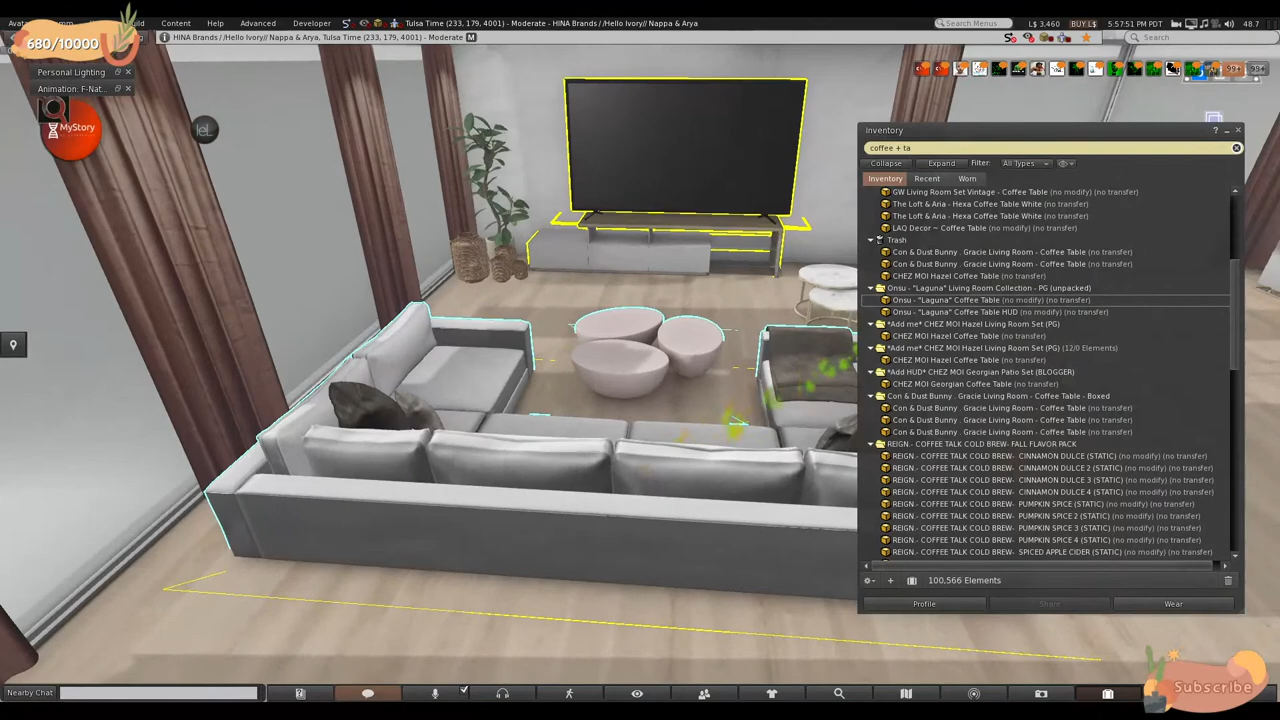 Content Help Advanced Developer
Tulsa Time (233, 179, 4001) - Moderate - HINA Brands / /Hello Ivory// Nappa & Arya
Search Menus
L$ 3,460 BUY L$ 5:57:51 PM PDT 48.7
HINA Brands / /Hello Ivory// Nappa & Arya, Tulsa Time (233, 179, 4001) - Moderate M
Search
680/10000
Personal Lighting
Animation: F-Nat...
MyStory
99+ 99+
Inventory ?
coffee + ta
Collapse Expand Filter: All Types
Inventory Recent Worn
GW Living Room Set Vintage - Coffee Table (no modify) (no transfer)
The Loft & Aria - Hexa Coffee Table White (no transfer)
The Loft & Aria - Hexa Coffee Table White (no transfer)
LAQ Decor ~ Coffee Table (no modify) (no transfer)
Trash
Con & Dust Bunny . Gracie Living Room - Coffee Table (no transfer)
Con & Dust Bunny . Gracie Living Room - Coffee Table (no transfer)
CHEZ MOI Hazel Coffee Table (no transfer)
Onsu - "Laguna" Living Room Collection - PG (unpacked)
Onsu - "Laguna" Coffee Table (no modify) (no transfer)
Onsu - "Laguna" Coffee Table HUD (no modify) (no transfer)
*Add me* CHEZ MOI Hazel Living Room Set (PG)
CHEZ MOI Hazel Coffee Table (no transfer)
*Add me* CHEZ MOI Hazel Living Room Set (PG) (12/0 Elements)
CHEZ MOI Hazel Coffee Table (no transfer)
*Add HUD* CHEZ MOI Georgian Patio Set (BLOGGER)
CHEZ MOI Georgian Coffee Table (no transfer)
Con & Dust Bunny . Gracie Living Room - Boxed
Con & Dust Bunny . Gracie Living Room - Coffee Table (no transfer)
Con & Dust Bunny . Gracie Living Room - Coffee Table (no transfer)
Con & Dust Bunny . Gracie Living Room - Coffee Table (no transfer)
REIGN.- COFFEE TALK COLD BREW- FALL FLAVOR PACK
REIGN.- COFFEE TALK COLD BREW- CINNAMON DULCE (STATIC) (no modify) (no transfer)
REIGN.- COFFEE TALK COLD BREW- CINNAMON DULCE 2 (STATIC) (no modify) (no transfer)
REIGN.- COFFEE TALK COLD BREW- CINNAMON DULCE 3 (STATIC) (no modify) (no transfer)
REIGN.- COFFEE TALK COLD BREW- CINNAMON DULCE 4 (STATIC) (no modify) (no transfer)
REIGN.- COFFEE TALK COLD BREW- PUMPKIN SPICE (STATIC) (no modify) (no transfer)
REIGN.- COFFEE TALK COLD BREW- PUMPKIN SPICE 2 (STATIC) (no modify) (no transfer)
REIGN.- COFFEE TALK COLD BREW- PUMPKIN SPICE 3 (STATIC) (no modify) (no transfer)
REIGN.- COFFEE TALK COLD BREW- PUMPKIN SPICE 4 (STATIC) (no modify) (no transfer)
REIGN.- COFFEE TALK COLD BREW- SPICED APPLE CIDER (STATIC) (no modify) (no transfer)
100,566 Elements
Profile Share Wear
Nearby Chat
Subscribe